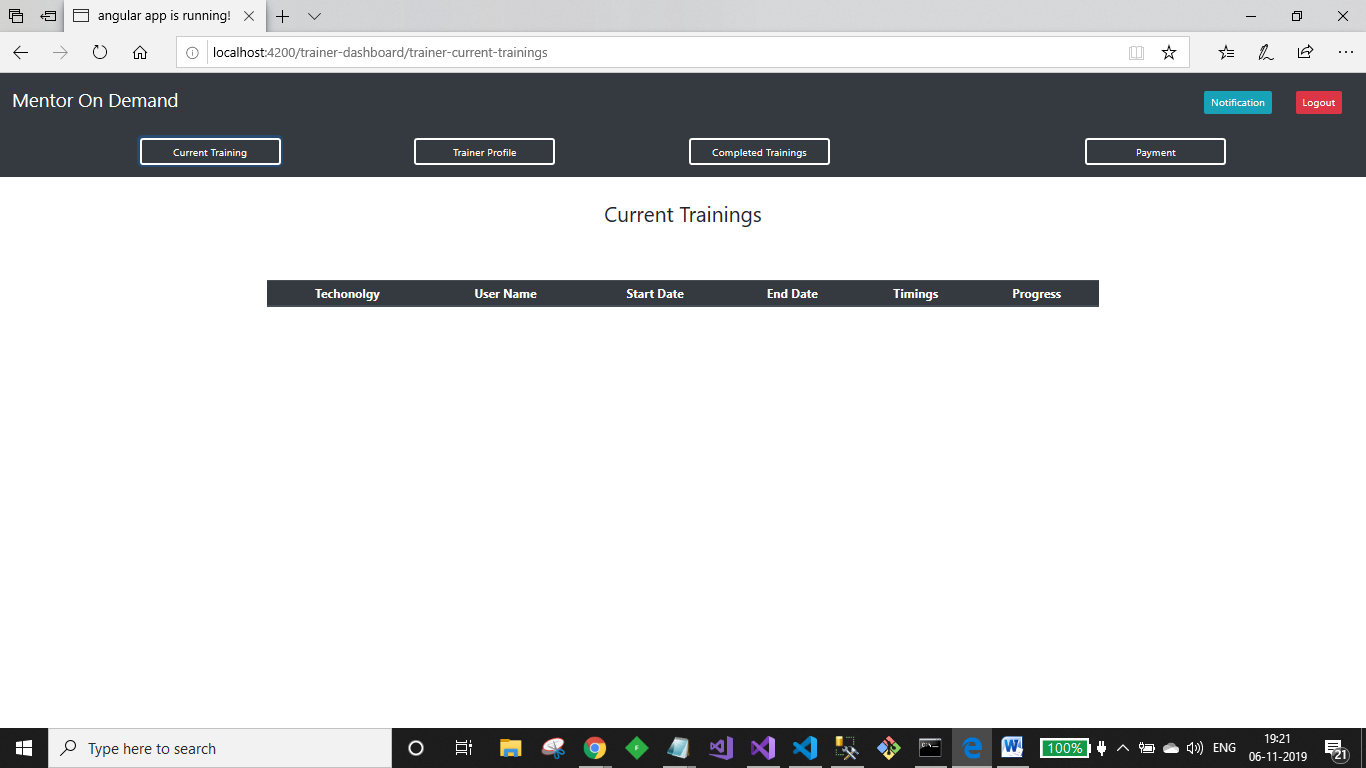 angular app is running!
localhost:4200/trainer-dashboard/trainer-current-trainings
Mentor On Demand
Notification
Logout
Current Training
Trainer Profile
Completed Trainings
Payment
Current Trainings
Techonolgy User Name Start Date End Date Timings Progress
Type here to search
100%
ENG
19:21
06-11-2019
21